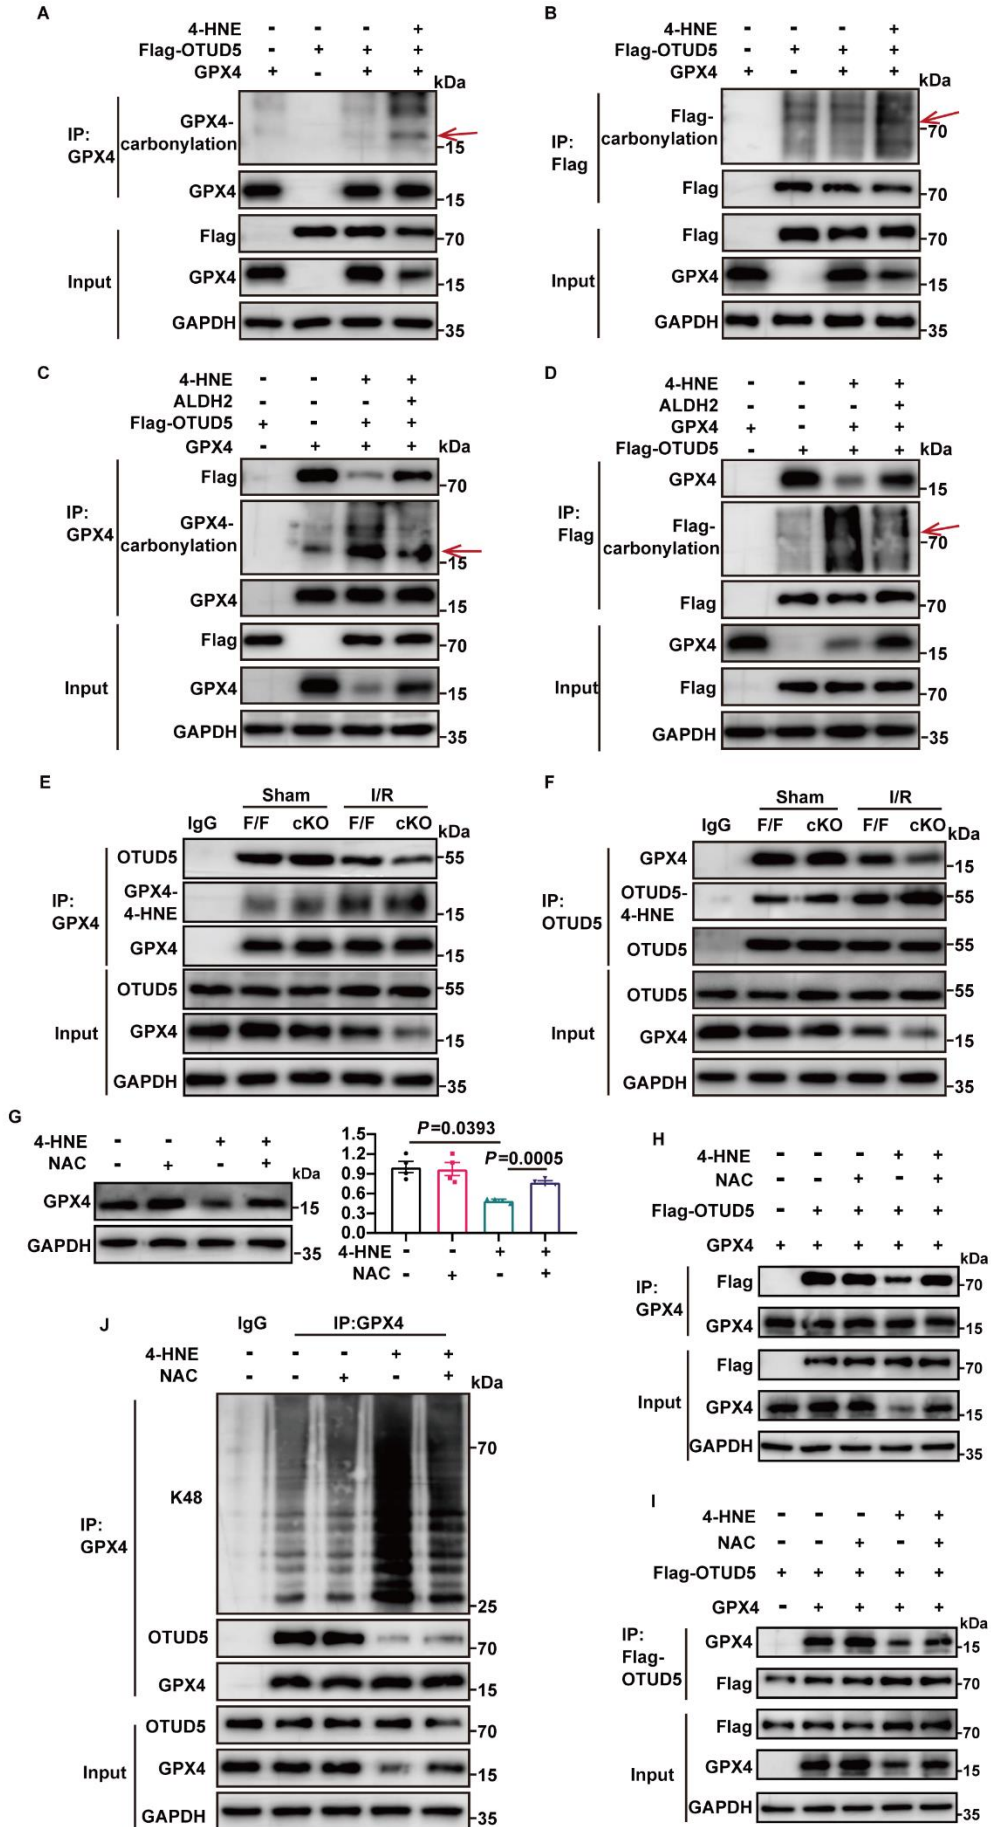 A
4-HNE - - - +
Flag-OTUD5 - + + +
GPX4 + - + +
kDa
IP:
GPX4
GPX4-
carbonylation
15
GPX4
15
Input
Flag
70
GPX4
15
GAPDH
35
B
4-HNE - - - +
Flag-OTUD5 - + + +
GPX4 + - + +
kDa
IP:
Flag
Flag-
carbonylation
70
Flag
70
Input
Flag
70
GPX4
15
GAPDH
35
C
4-HNE - - + +
ALDH2 - - - +
Flag-OTUD5 + - + +
GPX4 - + + + kDa
IP:
GPX4
Flag
70
GPX4-
carbonylation
15
GPX4
15
Input
Flag
70
GPX4
15
GAPDH
35
D
4-HNE - - + +
ALDH2 - - - +
GPX4 + - + +
Flag-OTUD5 - + + + kDa
IP:
Flag
GPX4
15
Flag-
carbonylation
70
Flag
70
Input
GPX4
15
Flag
70
GAPDH
35
E
Sham I/R
IgG F/F cKO F/F cKO
kDa
IP:
GPX4
OTUD5
55
GPX4-
4-HNE
15
GPX4
15
Input
OTUD5
55
GPX4
15
GAPDH
35
F
Sham I/R
IgG F/F cKO F/F cKO
kDa
IP:
OTUD5
GPX4
15
OTUD5-
4-HNE
55
OTUD5
55
Input
OTUD5
55
GPX4
15
GAPDH
35
G
4-HNE - - + +
NAC - + - +
kDa
GPX4
15
GAPDH
35
P=0.0393
P=0.0005
1.5
1.2
0.9
0.6
0.3
0.0
4-HNE - - + +
NAC - + - +
H
4-HNE - - - + +
NAC - - + - +
Flag-OTUD5 - + + + +
GPX4 + + + + +
kDa
IP:
GPX4
Flag
70
GPX4
15
Input
Flag
70
GPX4
15
GAPDH
35
J
IgG IP:GPX4
4-HNE - - - + +
NAC - - + - +
kDa
IP:
GPX4
K48
70
25
OTUD5
70
GPX4
15
Input
OTUD5
70
GPX4
15
GAPDH
35
I
4-HNE - - - + +
NAC - - + - +
Flag-OTUD5 + + + + +
GPX4 - + + + +
kDa
IP:
Flag-
OTUD5
GPX4
15
Flag
70
Input
Flag
70
GPX4
15
GAPDH
35